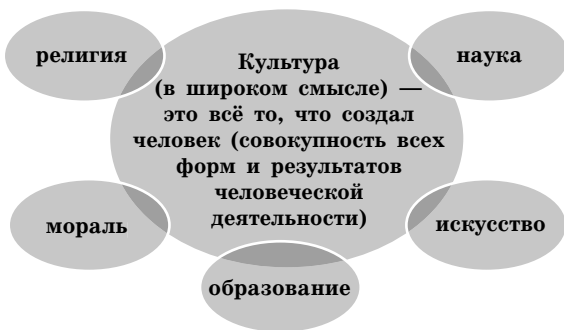 религия
наука
Культура
(в широком смысле) —
это всё то, что создал
человек (совокупность всех
форм и результатов
человеческой
деятельности)
мораль
искусство
образование